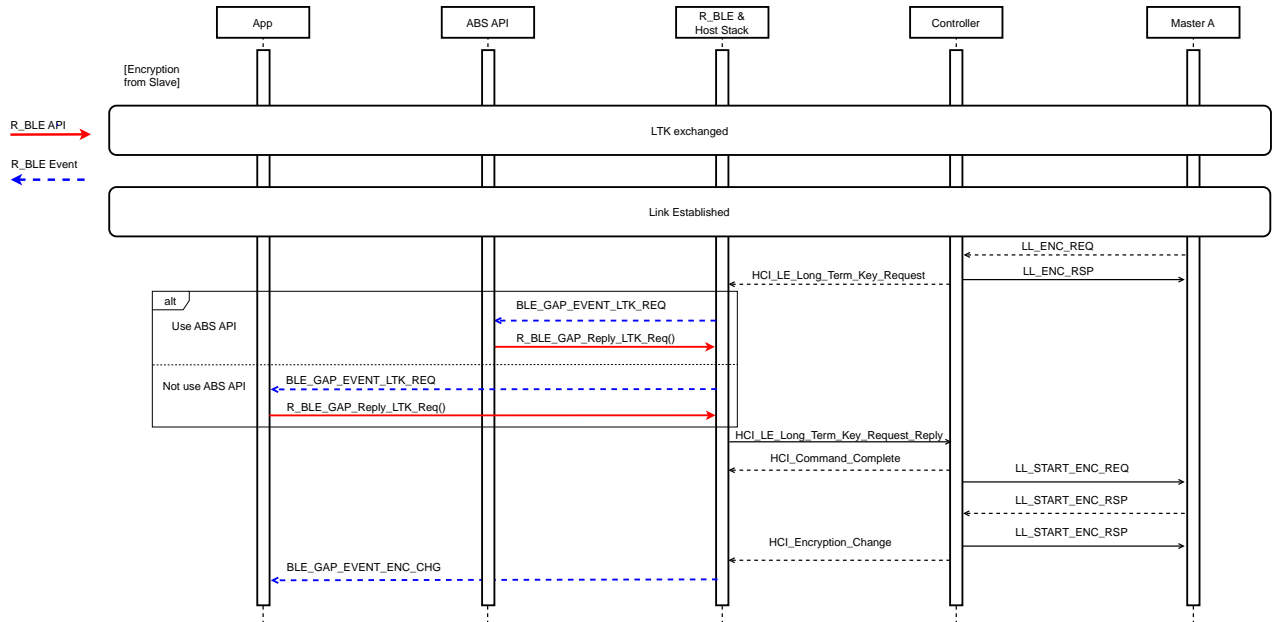 App
ABS API
R_BLE &
Host Stack
Controller
Master A
[Encryption
from Slave]
R_BLE API
LTK exchanged
R_BLE Event
Link Established
LL_ENC_REQ
HCI_LE_Long_Term_Key_Request
LL_ENC_RSP
alt
BLE_GAP_EVENT_LTK_REQ
Use ABS API
R_BLE_GAP_Reply_LTK_Req()
Not use ABS API
BLE_GAP_EVENT_LTK_REQ
R_BLE_GAP_Reply_LTK_Req()
HCI_LE_Long_Term_Key_Request_Reply
HCI_Command_Complete
LL_START_ENC_REQ
LL_START_ENC_RSP
LL_START_ENC_RSP
HCI_Encryption_Change
BLE_GAP_EVENT_ENC_CHG